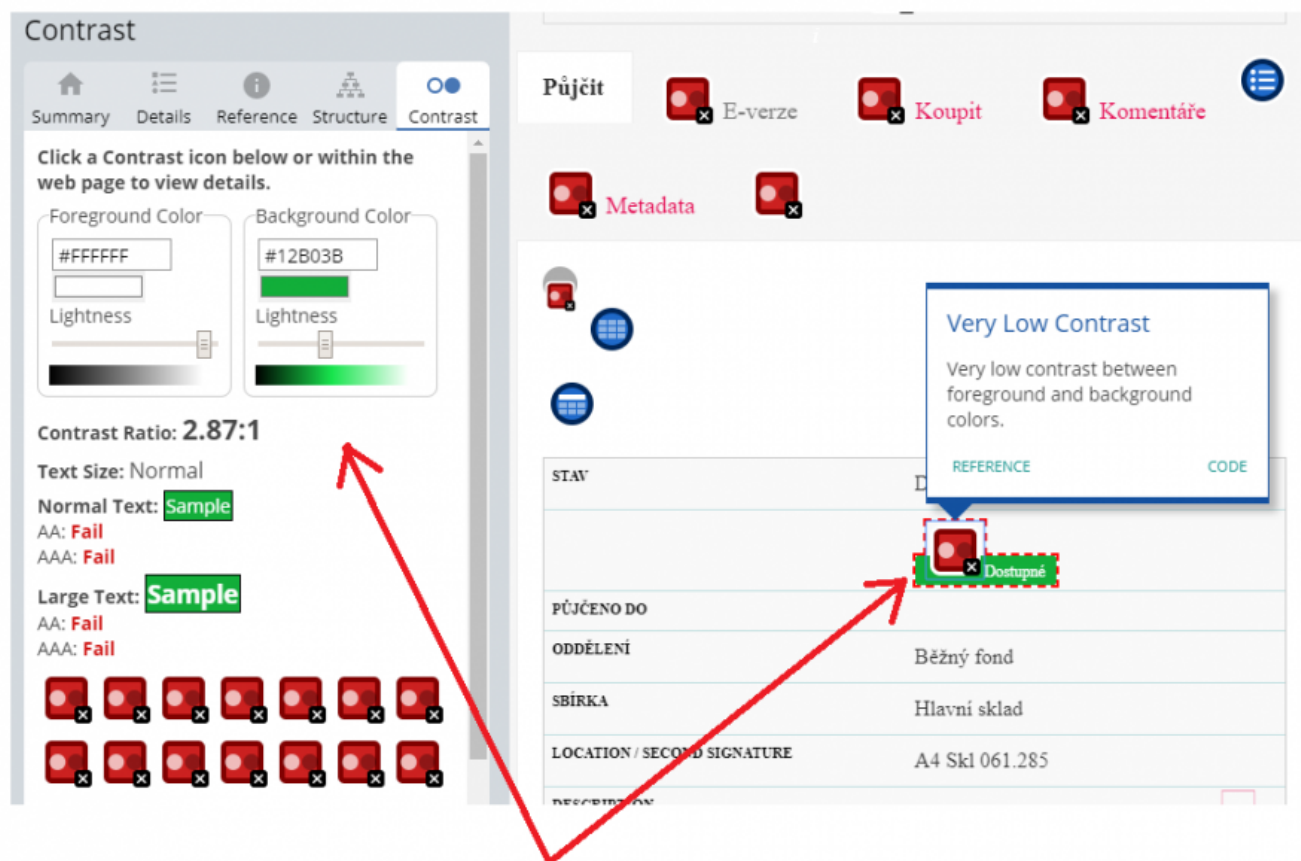 Contrast
Summary Details Reference Structure Contrast
Click a Contrast icon below or within the
web page to view details.
Foreground Color Background Color
#FFFFFF #12B03B
Lightness Lightness
Contrast Ratio: 2.87:1
Text Size: Normal
Normal Text: Sample
AA: Fail
AAA: Fail
Large Text: Sample
AA: Fail
AAA: Fail
Půjčit E-verze Koupit Komentáře
Metadata
Very Low Contrast
Very low contrast between
foreground and background
colors.
REFERENCE CODE
STAV D
Dostupné
PŮJČENO DO
ODDĚLENÍ Běžný fond
SBÍRKA Hlavní sklad
LOCATION / SECOND SIGNATURE A4 Skl 061.285
DESCRIPTION